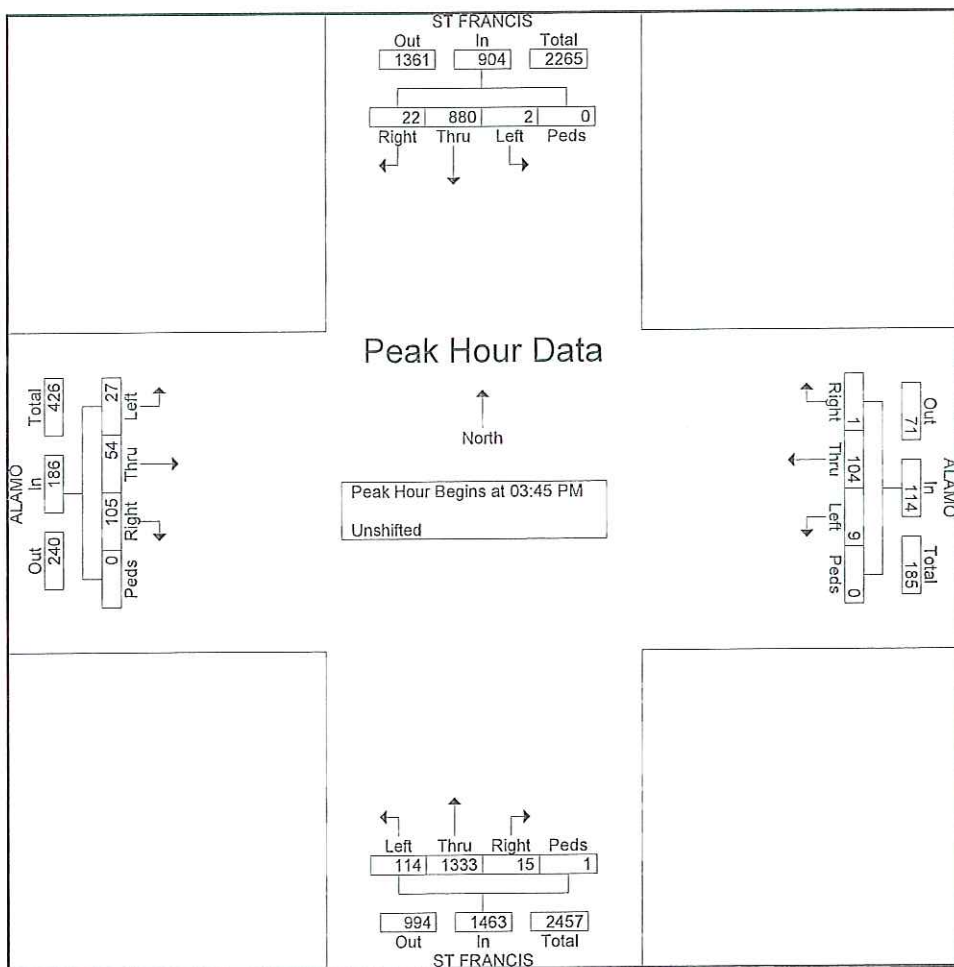 ST FRANCIS
Out In Total
1361 904 2265
22 880 2 0
Right Thru Left Peds
Peak Hour Data
North
Peak Hour Begins at 03:45 PM
Unshifted
ALAMO
Total In Out
426 186 240
27 54 105 0
Left Thru Right Peds
ALAMO
Out In Total
71 114 185
1 104 9 0
Right Thru Left Peds
Left Thru Right Peds
114 1333 15 1
994 1463 2457
Out In Total
ST FRANCIS